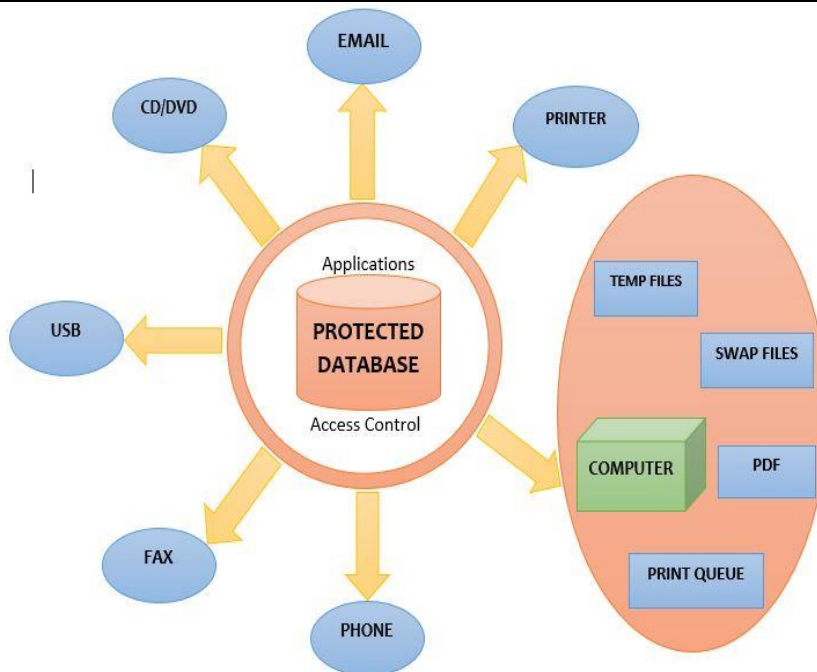 EMAIL
CD/DVD
PRINTER
Applications
TEMP FILES
USB
PROTECTED
DATABASE
SWAP FILES
Access Control
COMPUTER
PDF
FAX
PRINT QUEUE
PHONE